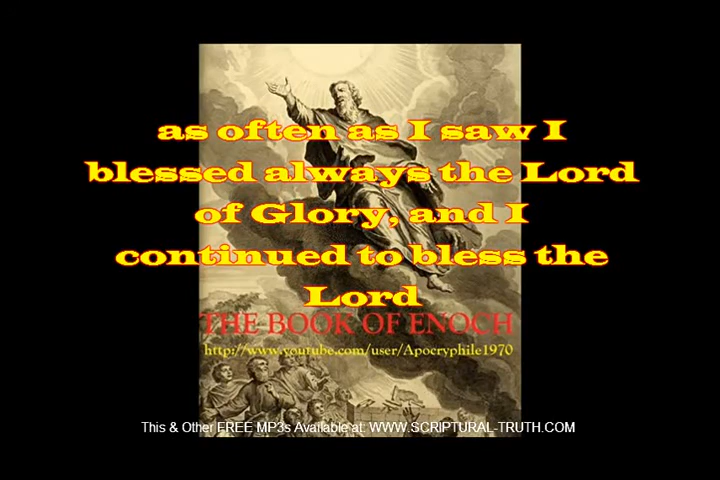 as often as I saw I
blessed always the Lord
of Glory, and I
continued to bless the
Lord
THE BOOK OF ENOCH
http://www.youtube.com/user/Apocryphile1970
This & Other FREE MP3s Available at: WWW.SCRIPTURAL-TRUTH.COM